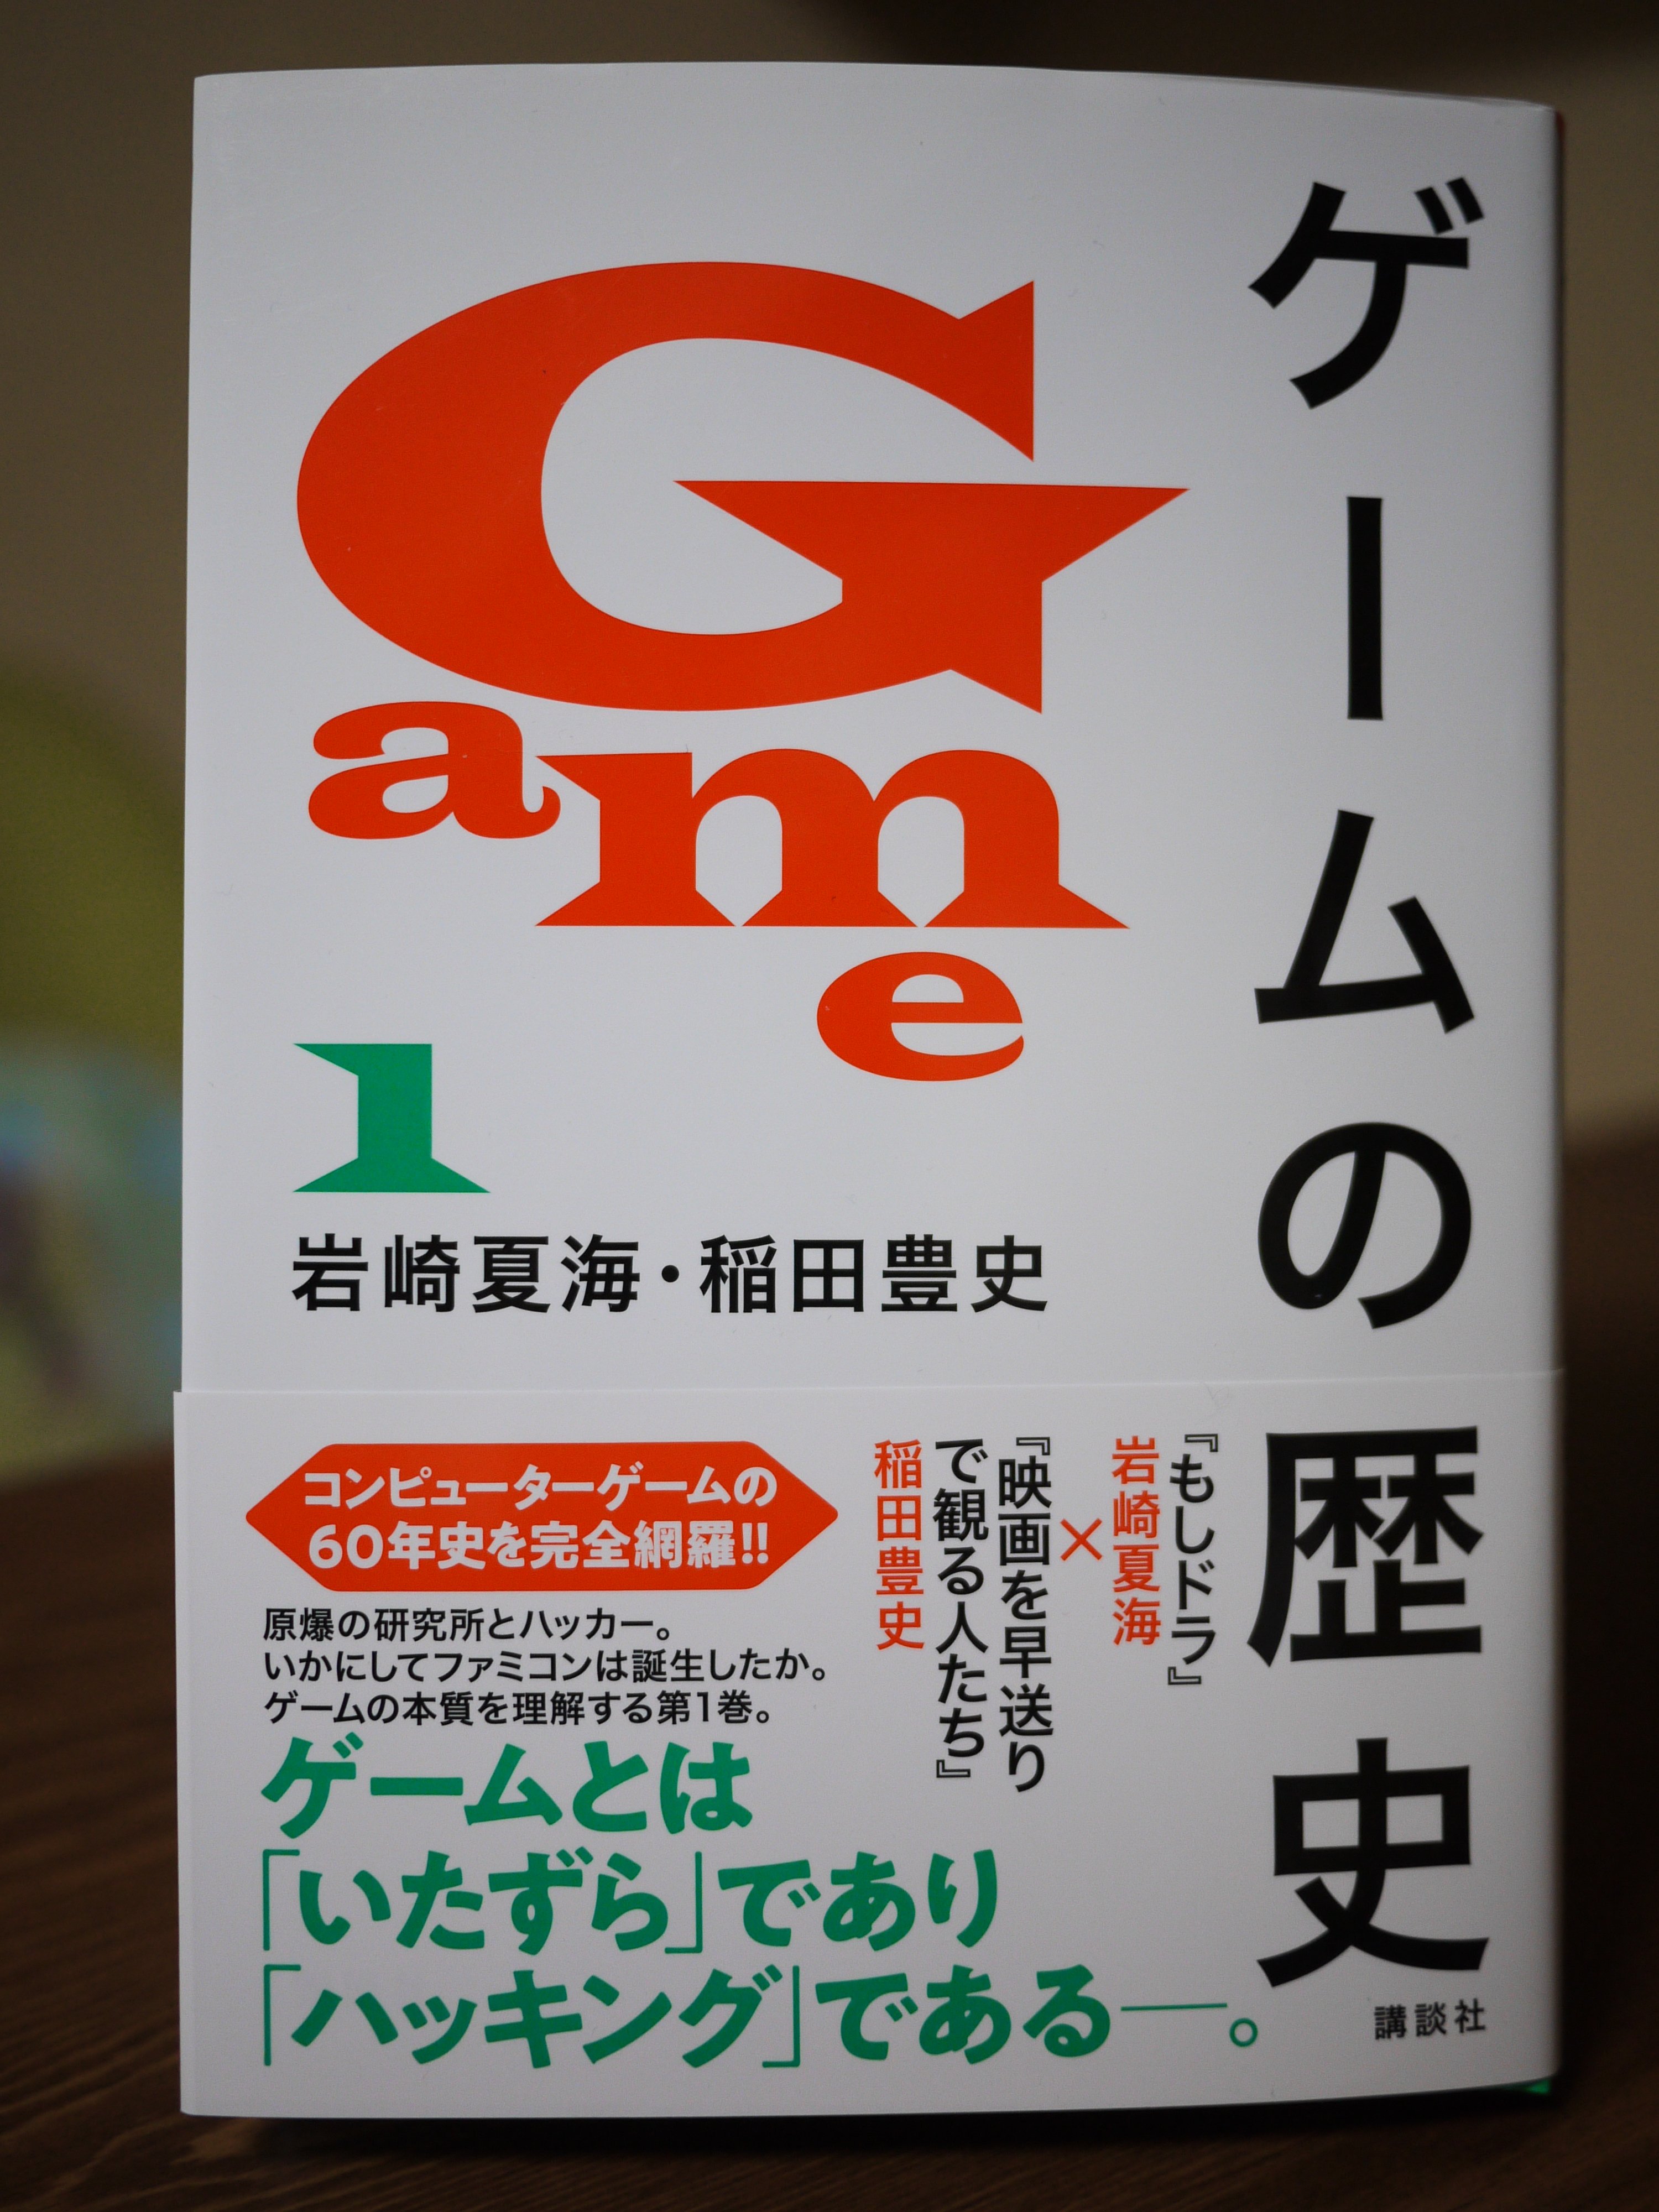 ゲームの歴史
Game
1
岩崎夏海・稲田豊史
『もしドラ』
岩崎夏海
×
『映画を早送り
で観る人たち』
稲田豊史
コンピューターゲームの
60年史を完全網羅!!
原爆の研究所とハッカー。
いかにしてファミコンは誕生したか。
ゲームの本質を理解する第1巻。
ゲームとは
「いたずら」であり
「ハッキング」である──。
講談社